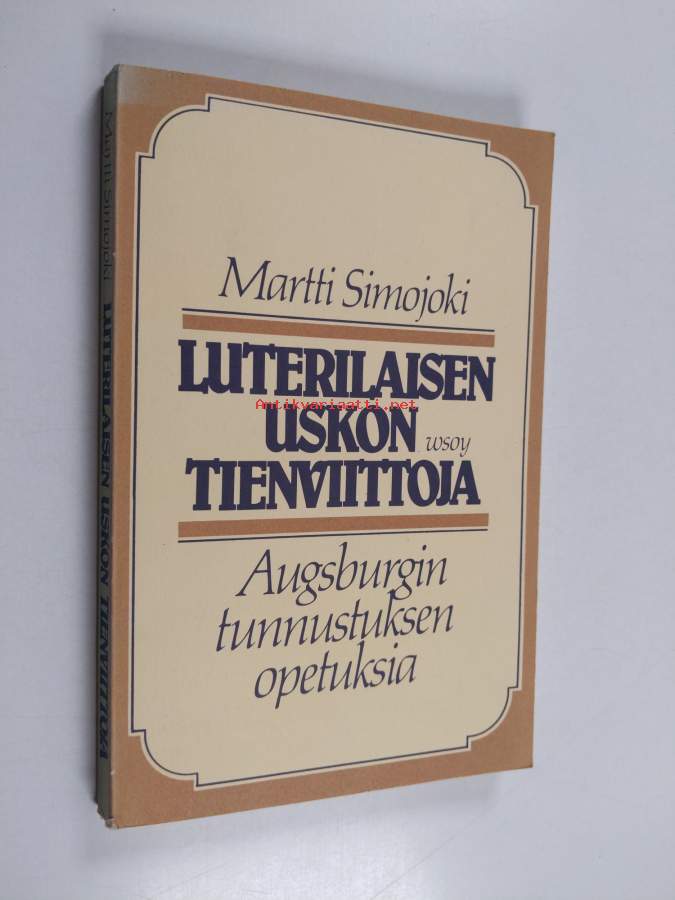 Martti Simojoki
LUTERILAISEN
Antikvariaatti.net
USKON wsoy
TIENVIITTOJA
Augsburgin
tunnustuksen
opetuksia
Martti Simojoki LUTERILAISEN USKON TIENVIITTOJA